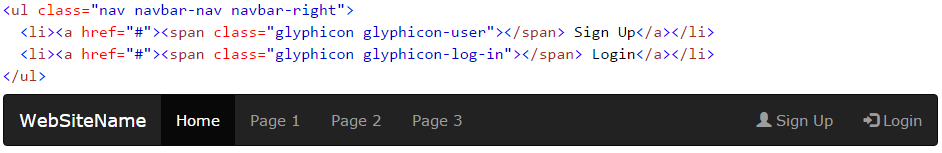 <ul class="nav navbar-nav navbar-right">
  <li><a href="#"><span class="glyphicon glyphicon-user"></span> Sign Up</a></li>
  <li><a href="#"><span class="glyphicon glyphicon-log-in"></span> Login</a></li>
</ul>
WebSiteName Home Page 1 Page 2 Page 3 Sign Up Login